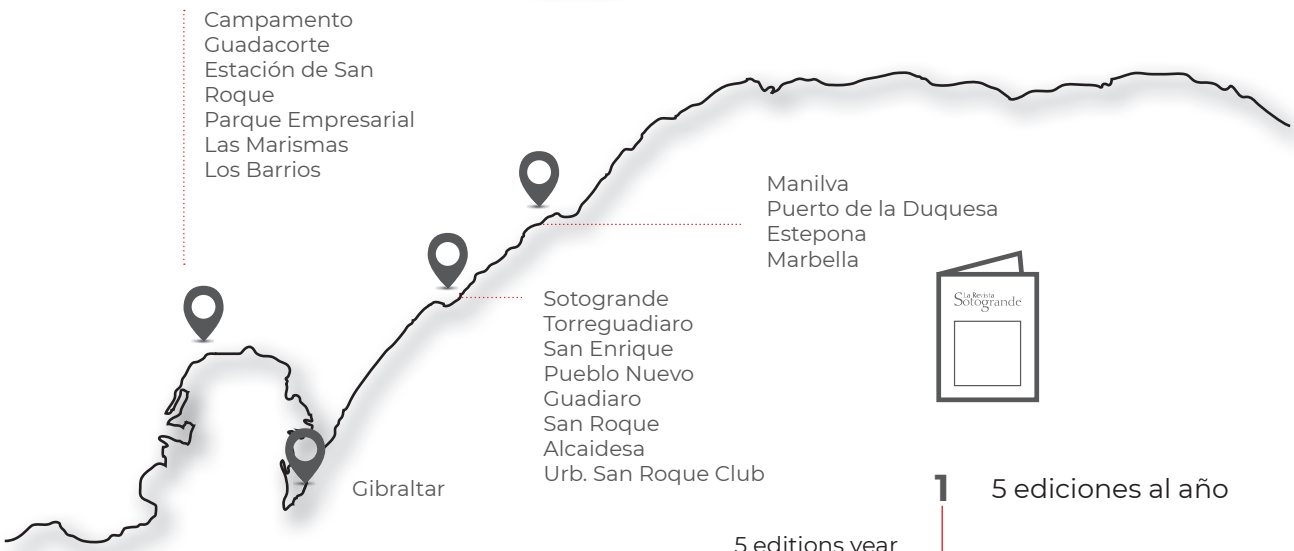 Campamento
Guadacorte
Estación de San
Roque
Parque Empresarial
Las Marismas
Los Barrios
Manilva
Puerto de la Duquesa
Estepona
Marbella
La Revista
Sotogrande
Sotogrande
Torreguadiaro
San Enrique
Pueblo Nuevo
Guadiaro
San Roque
Alcaidesa
Urb. San Roque Club
Gibraltar
1 5 ediciones al año
5 editions year